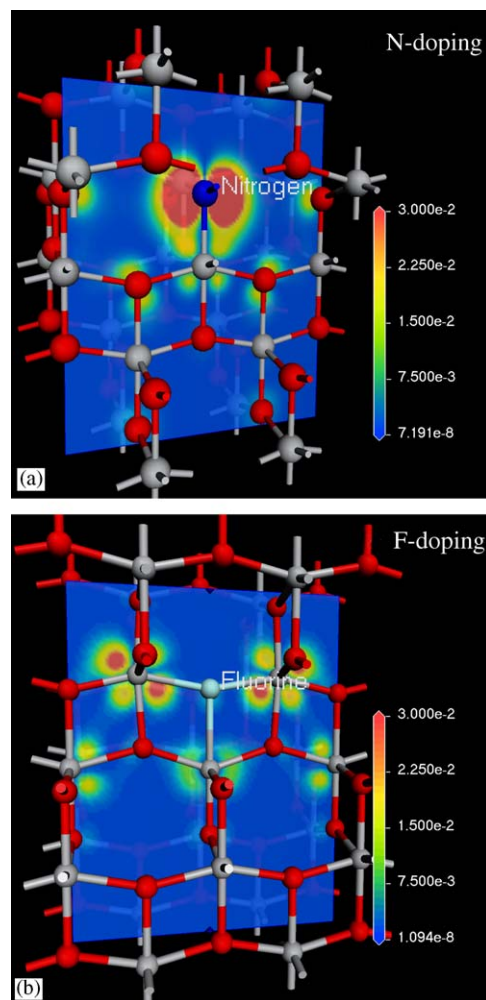 N-doping
Nitrogen
3.000e-2
2.250e-2
1.500e-2
7.500e-3
7.191e-8
(a)
F-doping
Fluorine
3.000e-2
2.250e-2
1.500e-2
7.500e-3
1.094e-8
(b)